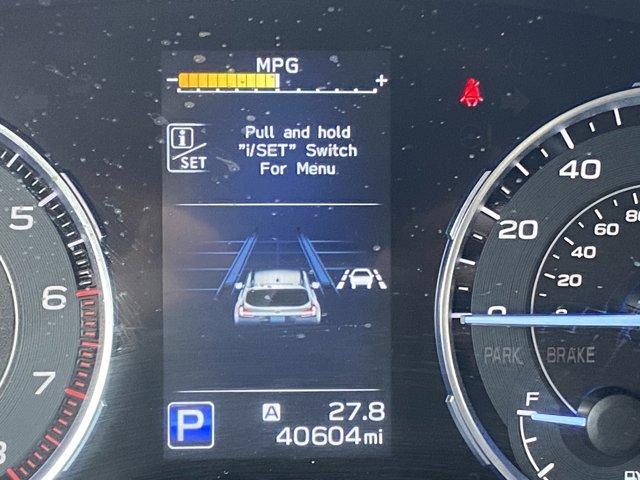 MPG
- +
i
SET
Pull and hold
"i/SET" Switch
For Menu
P
A 27.8
40604mi
5
6
7
8
40
20
0
80
60
40
20
PARK BRAKE
F